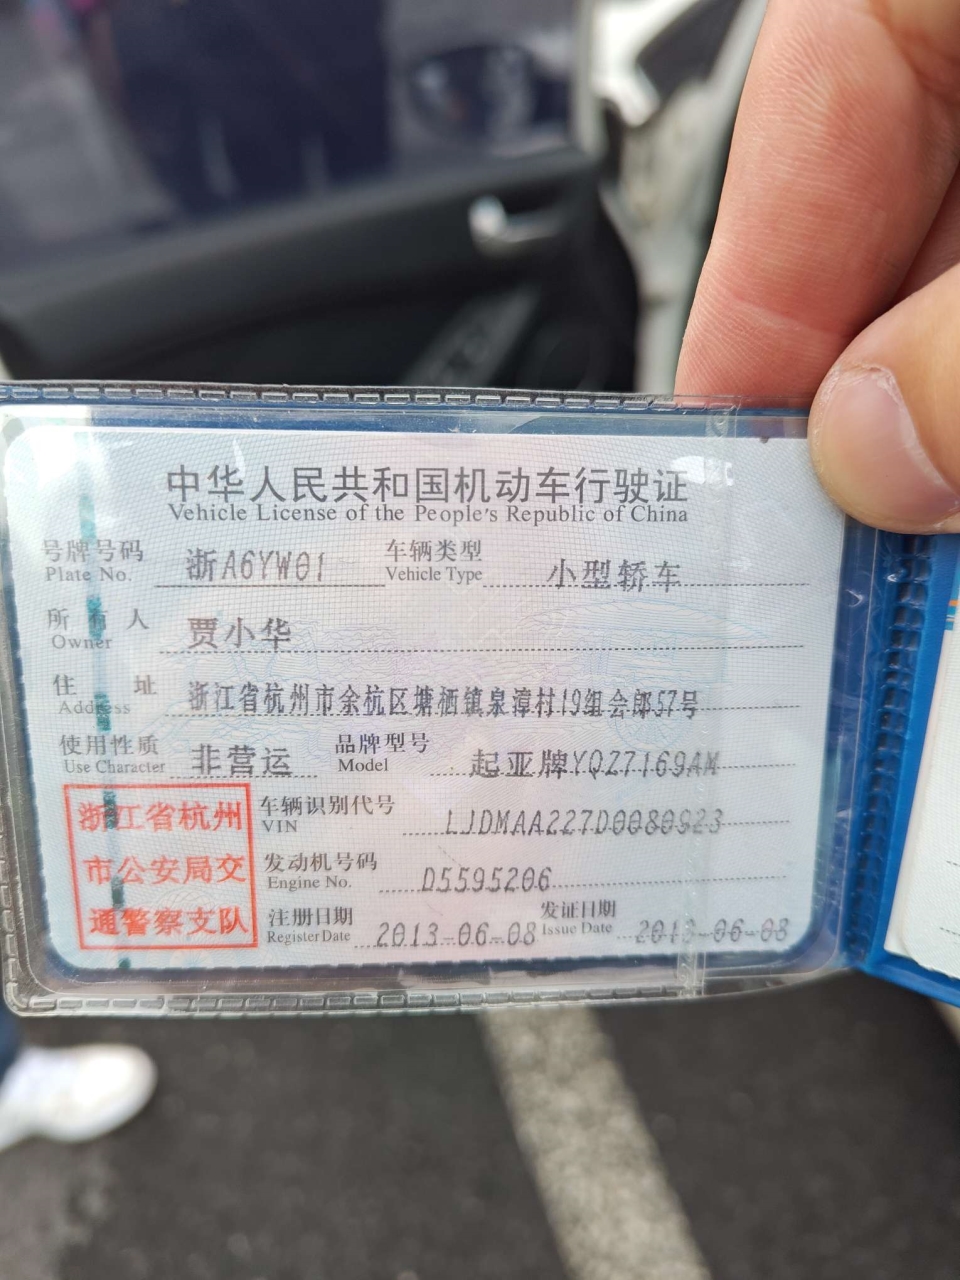 中华人民共和国机动车行驶证
Vehicle License of the People's Republic of China
号牌号码 浙A6YW01 车辆类型 小型轿车
Plate No. Vehicle Type
所有人 贾小华
Owner
住址 浙江省杭州市余杭区塘栖镇泉漳村19组会郎57号
Address
使用性质 非营运 品牌型号 起亚牌YQZ7169AM
Use Character Model
浙江省杭州
市公安局交
通警察支队
车辆识别代号 LJDMAA227D0080923
VIN
发动机号码 D5595206
Engine No.
注册日期 2013-06-08 发证日期 2013-06-08
Register Date Issue Date